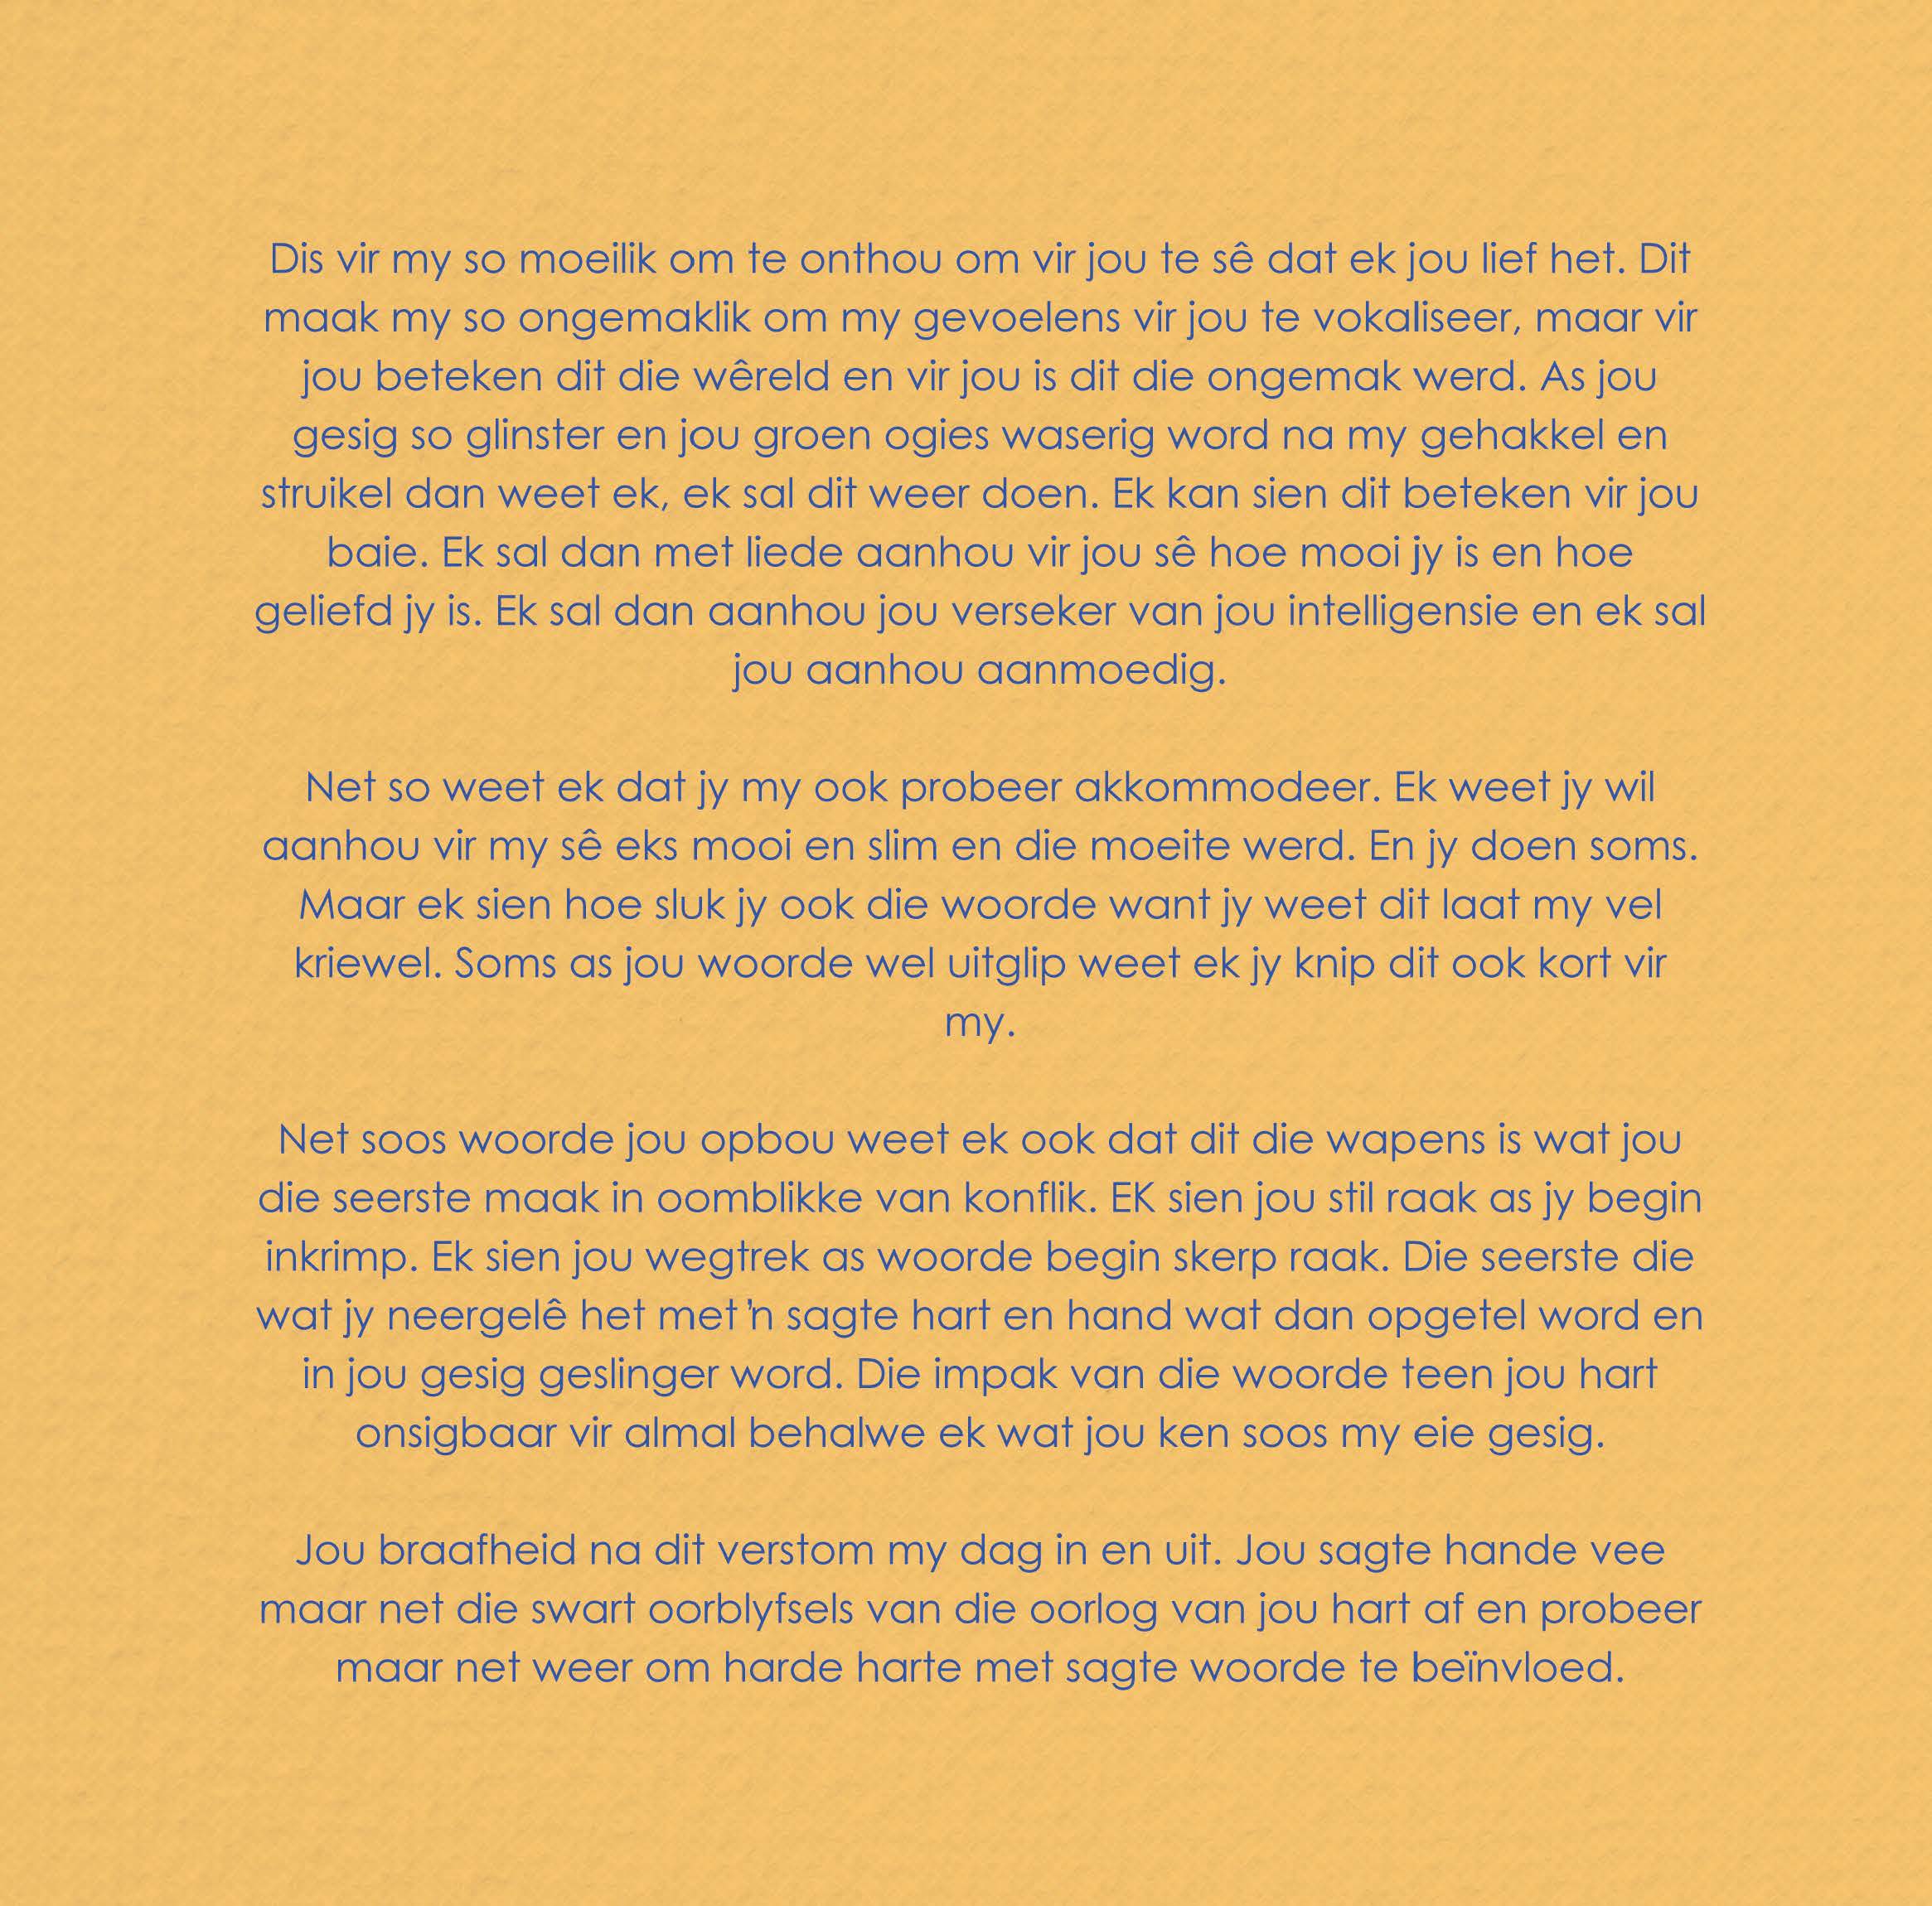 Dis vir my so moeilik om te onthou om vir jou te sê dat ek jou lief het. Dit
maak my so ongemaklik om my gevoelens vir jou te vokaliseer, maar vir
jou beteken dit die wêreld en vir jou is dit die ongemak werd. As jou
gesig so glinster en jou groen ogies waserig word na my gehakkel en
struikel dan weet ek, ek sal dit weer doen. Ek kan sien dit beteken vir jou
baie. Ek sal dan met liede aanhou vir jou sê hoe mooi jy is en hoe
geliefd jy is. Ek sal dan aanhou jou verseker van jou intelligensie en ek sal
jou aanhou aanmoedig.

Net so weet ek dat jy my ook probeer akkommodeer. Ek weet jy wil
aanhou vir my sê eks mooi en slim en die moeite werd. En jy doen soms.
Maar ek sien hoe sluk jy ook die woorde want jy weet dit laat my vel
kriewel. Soms as jou woorde wel uitglip weet ek jy knip dit ook kort vir
my.

Net soos woorde jou opbou weet ek ook dat dit die wapens is wat jou
die seerste maak in oomblikke van konflik. EK sien jou stil raak as jy begin
inkrimp. Ek sien jou wegtrek as woorde begin skerp raak. Die seerste die
wat jy neergelê het met 'n sagte hart en hand wat dan opgetel word en
in jou gesig geslinger word. Die impak van die woorde teen jou hart
onsigbaar vir almal behalwe ek wat jou ken soos my eie gesig.

Jou braafheid na dit verstom my dag in en uit. Jou sagte hande vee
maar net die swart oorblyfsels van die oorlog van jou hart af en probeer
maar net weer om harde harte met sagte woorde te beïnvloed.